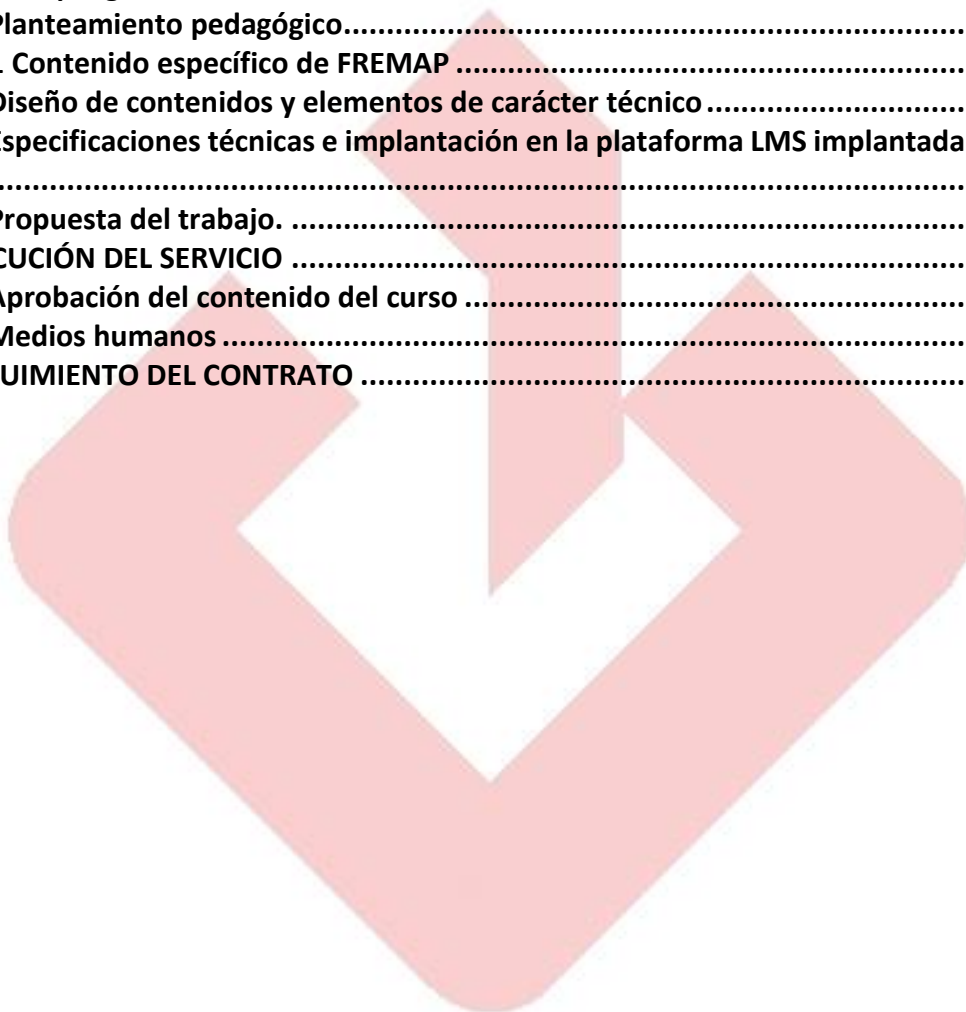 Planteamiento pedagógico....................................................................................
1 Contenido específico de FREMAP ................................................................
Diseño de contenidos y elementos de carácter técnico ..................................
Especificaciones técnicas e implantación en la plataforma LMS implantada
....................................................................................................................................
Propuesta del trabajo. ........................................................................................
CUCIÓN DEL SERVICIO ........................................................................................
Aprobación del contenido del curso ................................................................
Medios humanos ................................................................................................
UIMIENTO DEL CONTRATO ................................................................................